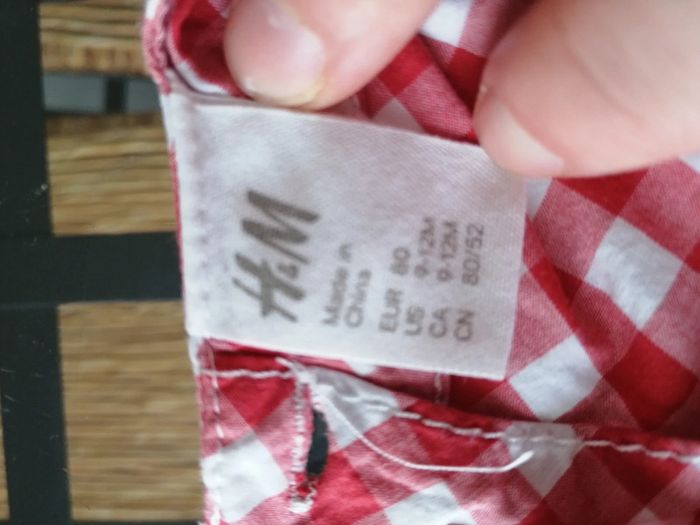 H&M
Made in
China
EUR 80
US 9-12M
CA 9-12M
CN 80/52